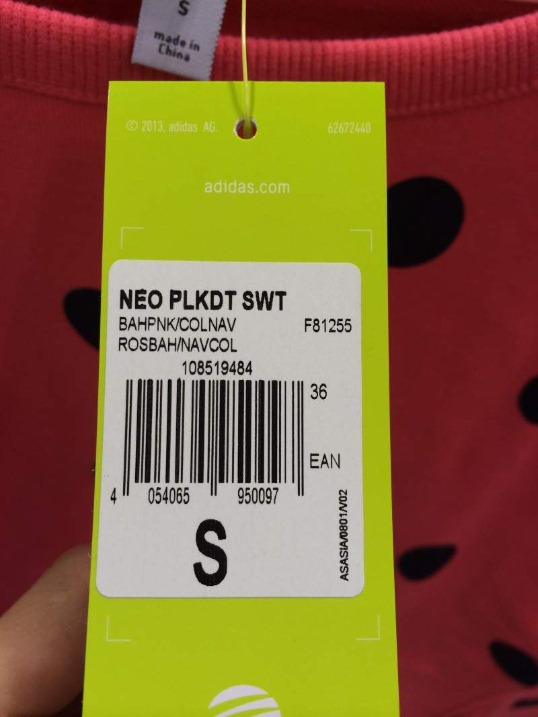 S
made in
China
© 2013, adidas AG.
62672440
adidas.com
NEO PLKDT SWT
BAHPNK/COLNAV
F81255
ROSBAH/NAVCOL
108519484
36
EAN
4 054065 950097
S
ASASIA/0801/V02